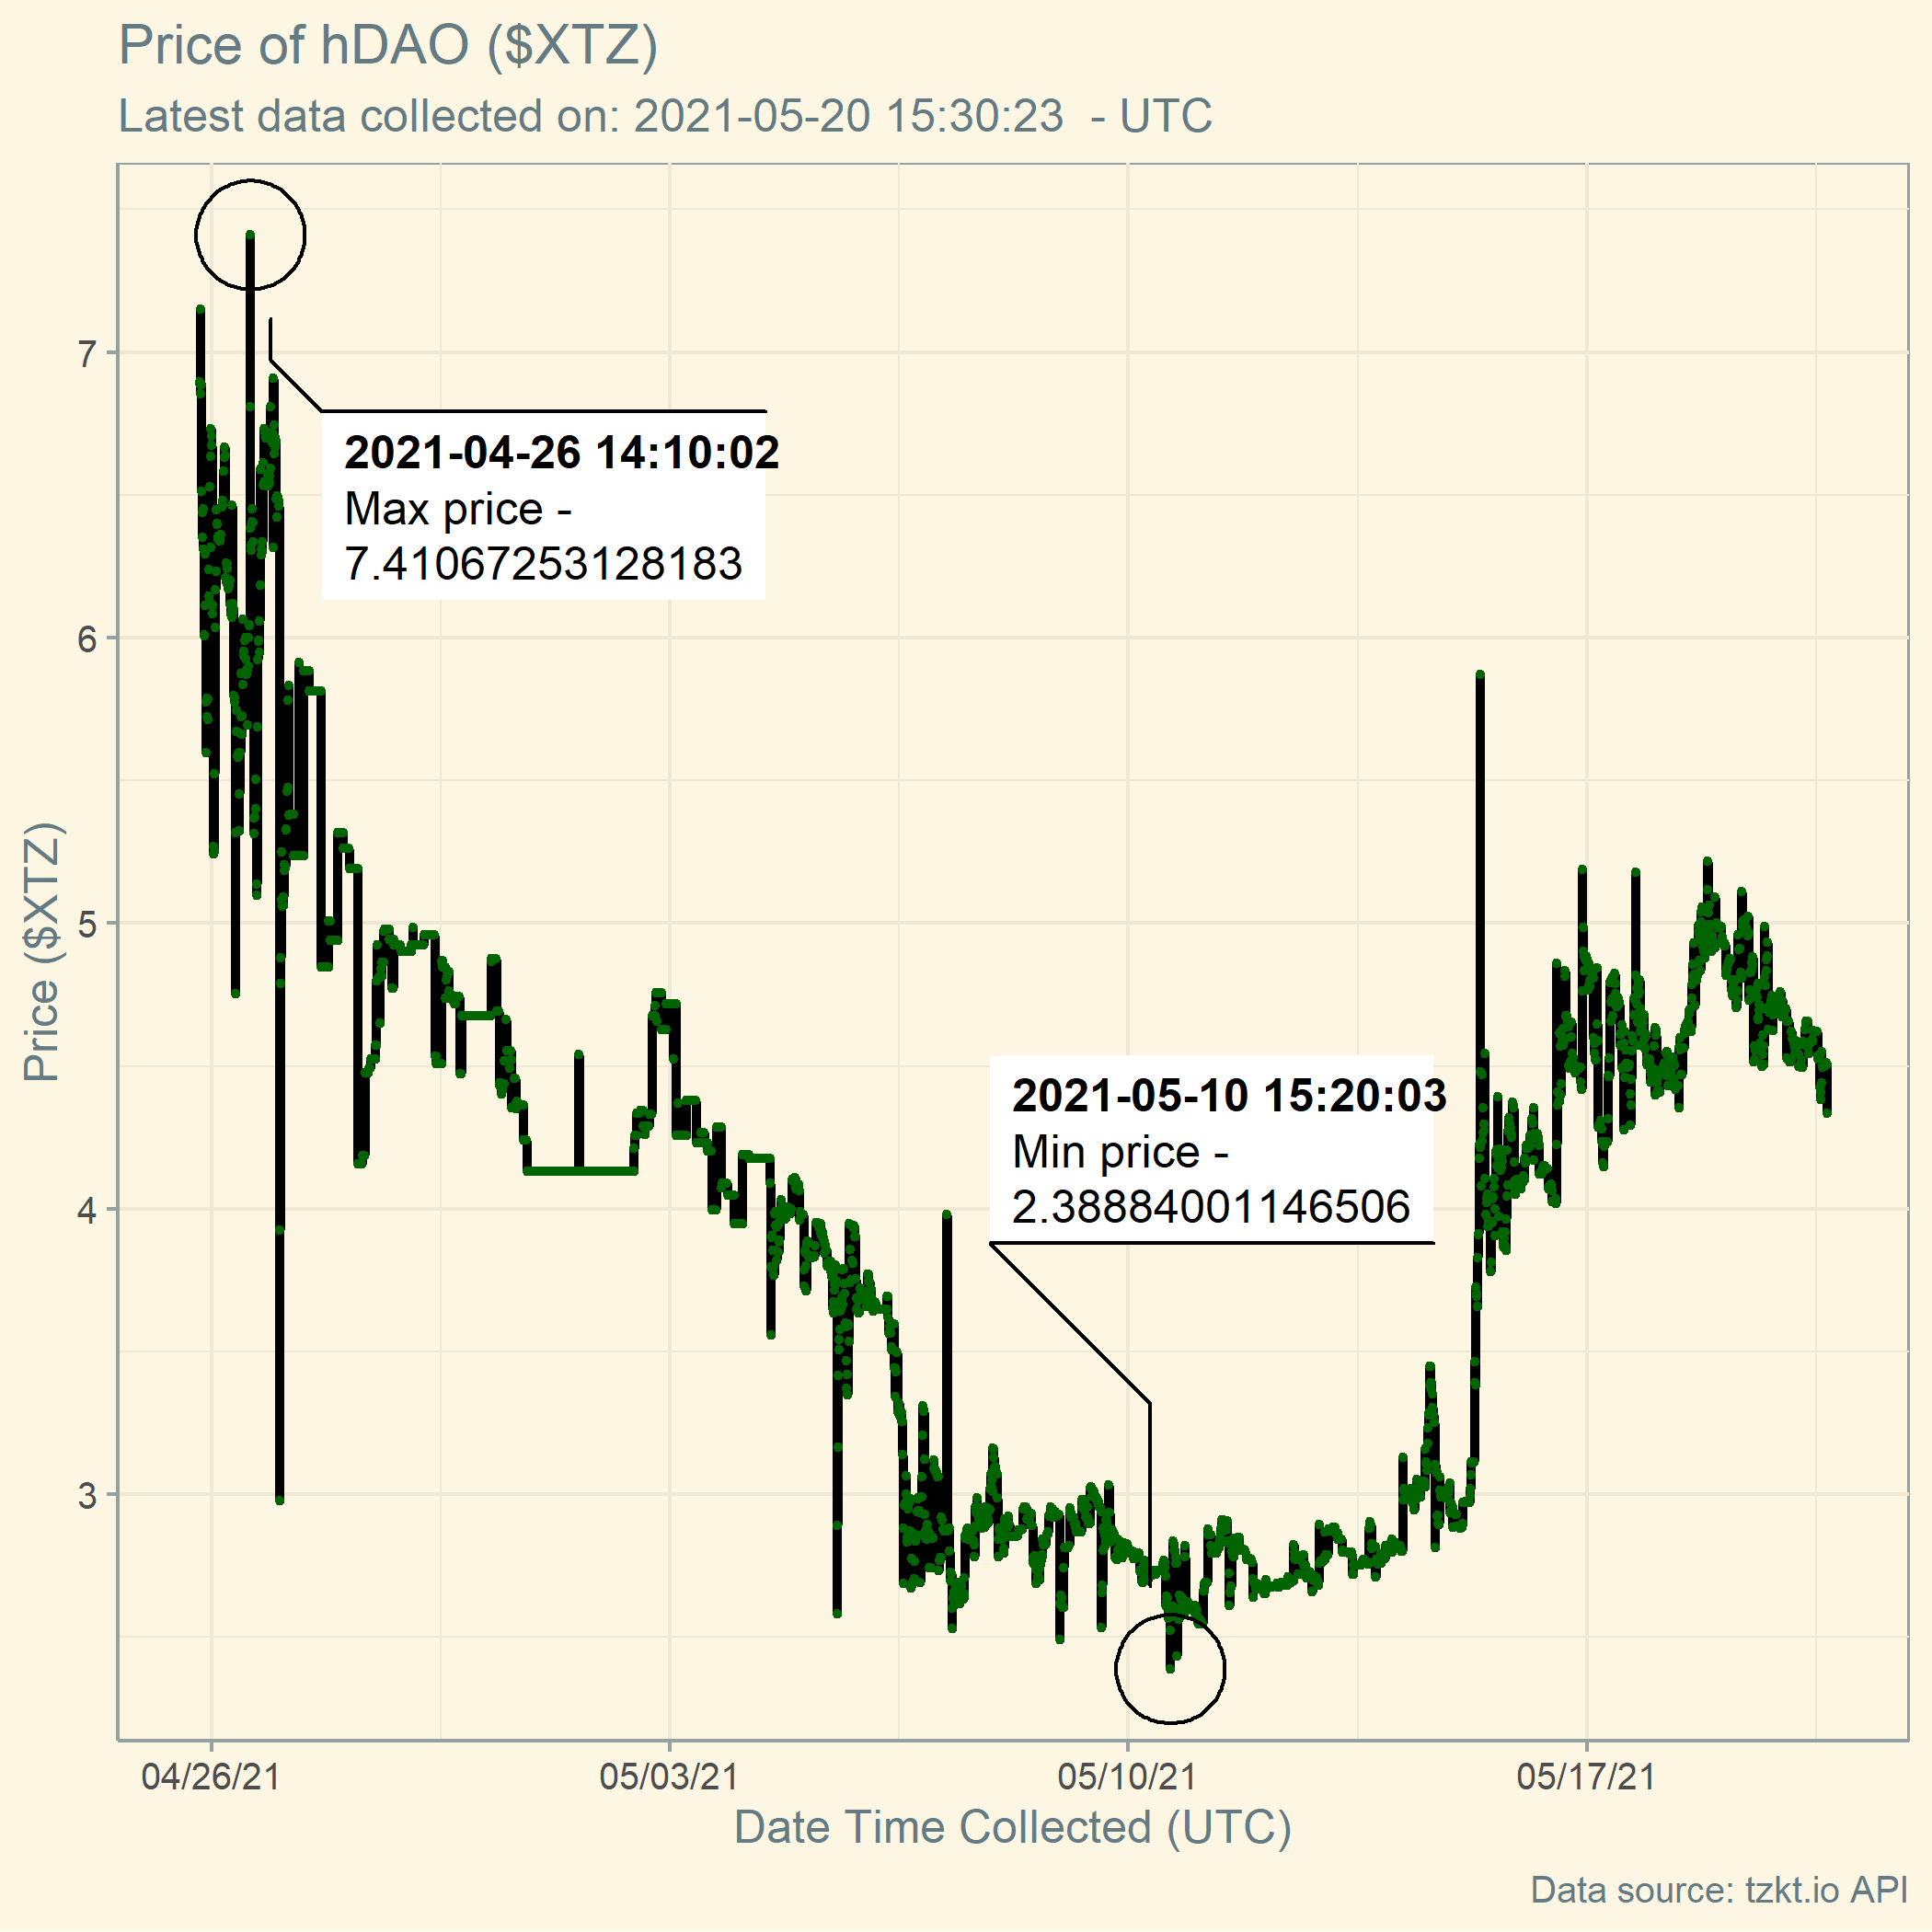 Price of hDAO ($XTZ)
Latest data collected on: 2021-05-20 15:30:23  - UTC
2021-04-26 14:10:02
Max price -
7.41067253128183
2021-05-10 15:20:03
Min price -
2.38884001146506
Price ($XTZ)
7
6
5
4
3
04/26/21
05/03/21
05/10/21
05/17/21
Date Time Collected (UTC)
Data source: tzkt.io API